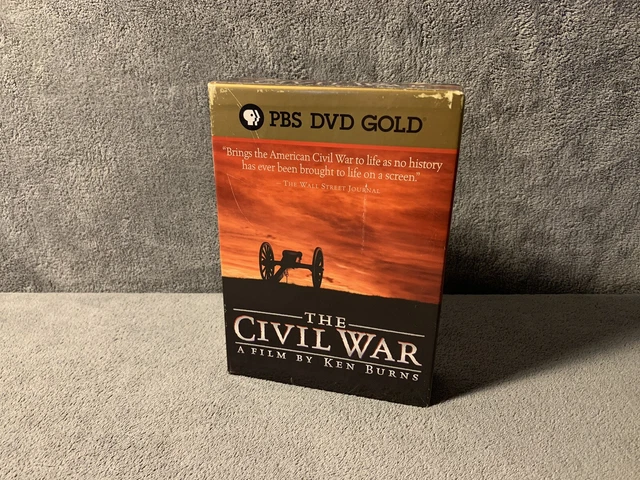 PBS DVD GOLD
"Brings the American Civil War to life as no history
has ever been brought to life on a screen."
– THE WALL STREET JOURNAL
THE
CIVIL WAR
A FILM BY KEN BURNS